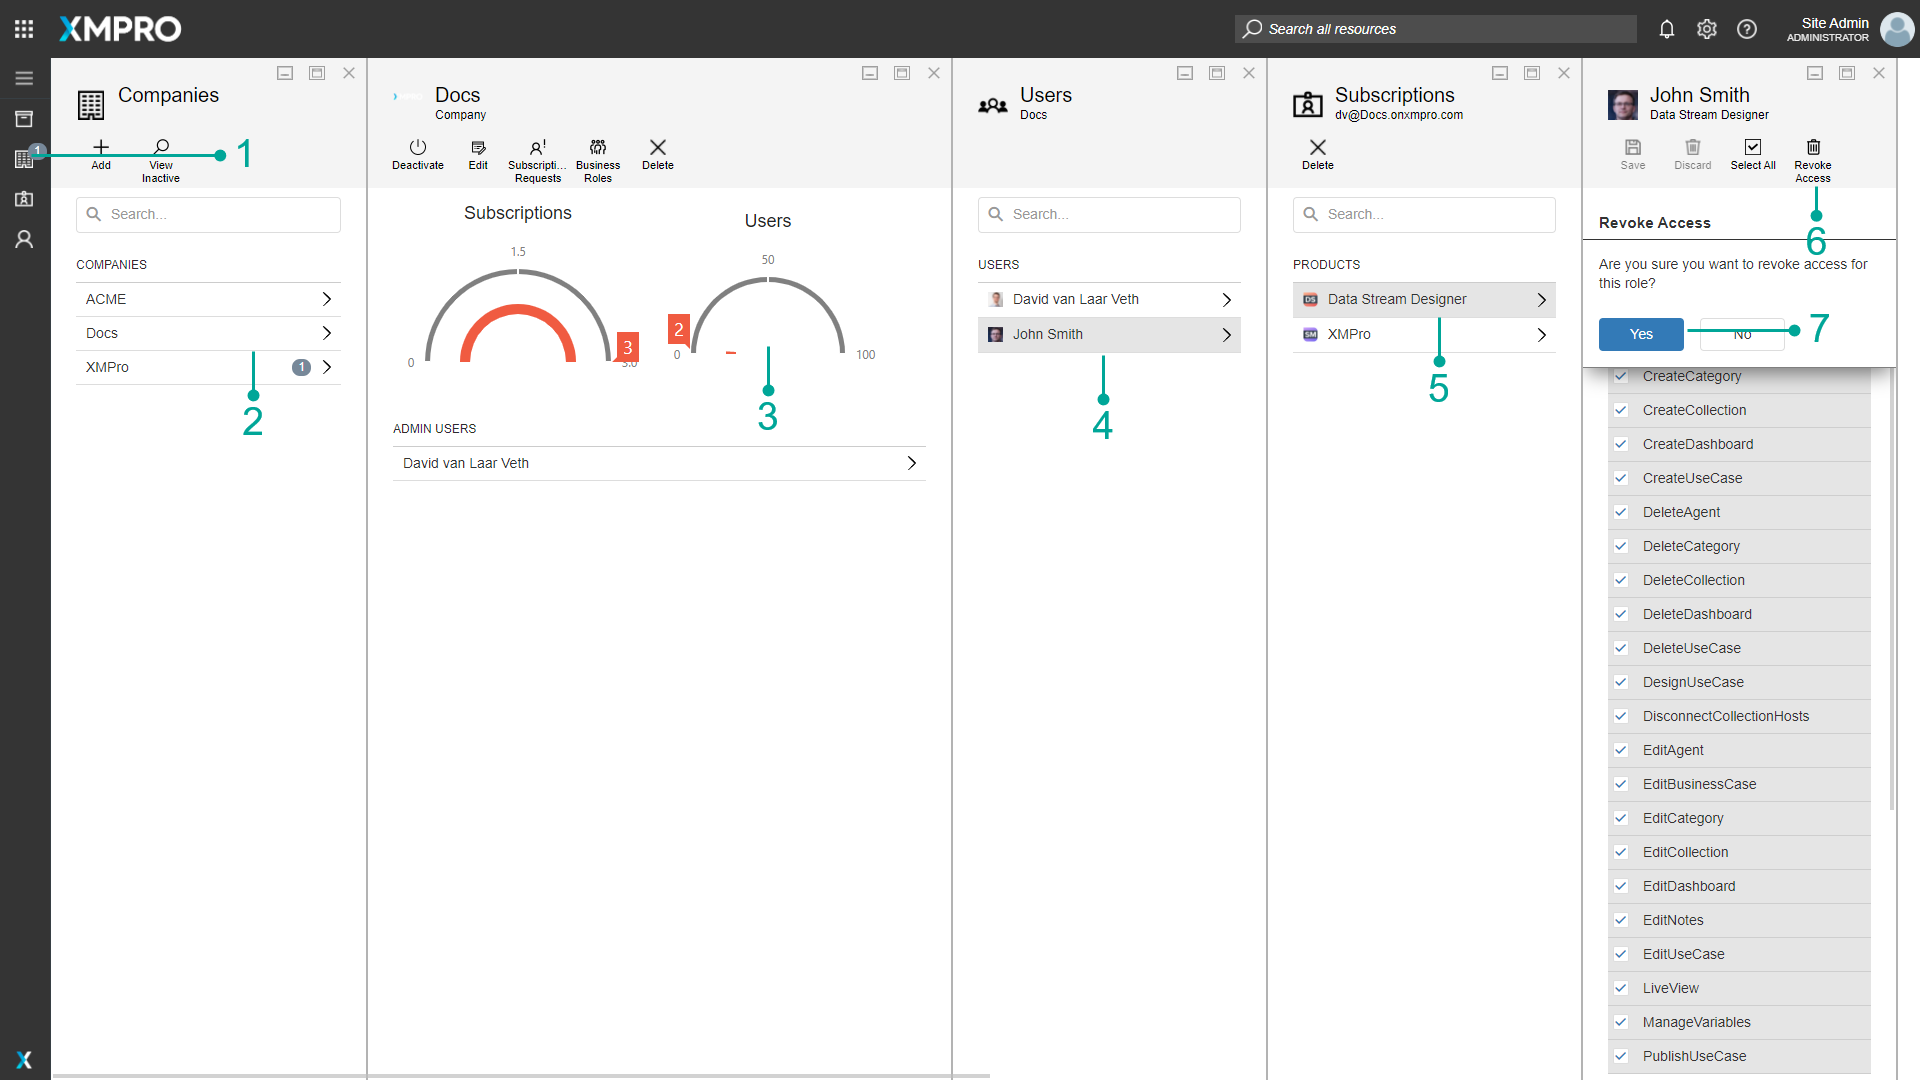 XMPRO
Search all resources
Site Admin
ADMINISTRATOR
1
Companies
Add
View
Inactive
1
Search...
COMPANIES
ACME
Docs
XMPro
1
2
XMPRO
Docs
Company
Deactivate
Edit
Subscripti...
Requests
Business
Roles
Delete
Subscriptions
1.5
0
3
3.0
Users
50
2
0
100
3
ADMIN USERS
David van Laar Veth
Users
Docs
Search...
USERS
David van Laar Veth
John Smith
4
Subscriptions
dv@Docs.onxmpro.com
Delete
Search...
PRODUCTS
DS
Data Stream Designer
SM
XMPro
5
John Smith
Data Stream Designer
Save
Discard
Select All
Revoke
Access
6
Revoke Access
Are you sure you want to revoke access for
this role?
Yes
No
7
CreateCategory
CreateCollection
CreateDashboard
CreateUseCase
DeleteAgent
DeleteCategory
DeleteCollection
DeleteDashboard
DeleteUseCase
DesignUseCase
DisconnectCollectionHosts
EditAgent
EditBusinessCase
EditCategory
EditCollection
EditDashboard
EditNotes
EditUseCase
LiveView
ManageVariables
PublishUseCase
X